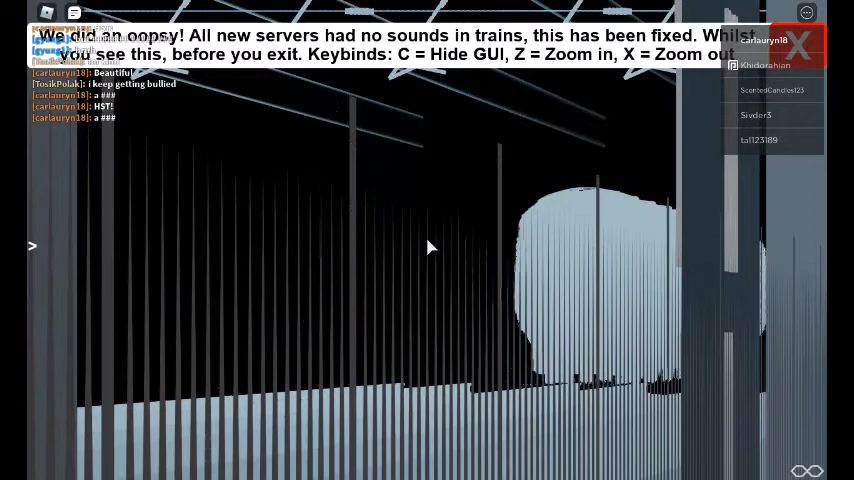 We did an oopsy! All new servers had no sounds in trains, this has been fixed. Whilst
you see this, before you exit. Keybinds: C = Hide GUI, Z = Zoom in, X = Zoom out
X
[carlauryn18]: Beautiful
[TosikPolak]: i keep getting bullied
[carlauryn18]: a ###
[carlauryn18]: HST!
[carlauryn18]: a ###
carlauryn18
Khidorahian
ScentedCandles123
Sivder3
tal123189
>